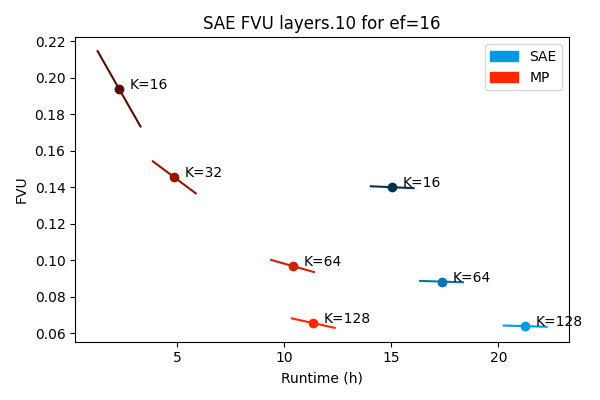 SAE FVU layers.10 for ef=16
FVU
0.22
0.20
0.18
0.16
0.14
0.12
0.10
0.08
0.06
K=16
K=32
K=64
K=128
K=16
K=64
K=128
SAE
MP
5
10
15
20
Runtime (h)